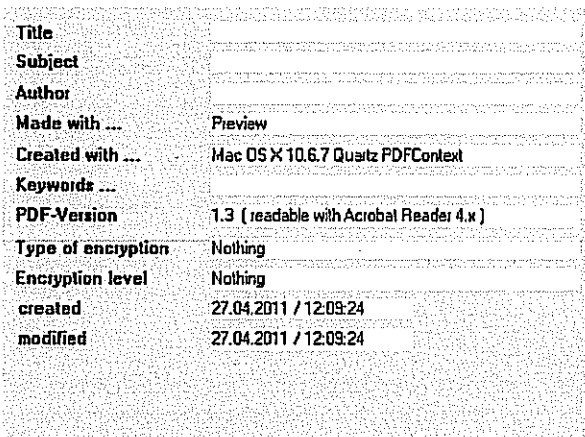 Title
Subject
Author
Made with ... Preview
Created with ... Mac OS X 10.6.7 Quartz PDFContext
Keywords ...
PDF-Version 1.3 ( readable with Acrobat Reader 4.x )
Type of encryption Nothing
Encryption level Nothing
created 27.04.2011 / 12:09:24
modified 27.04.2011 / 12:09:24